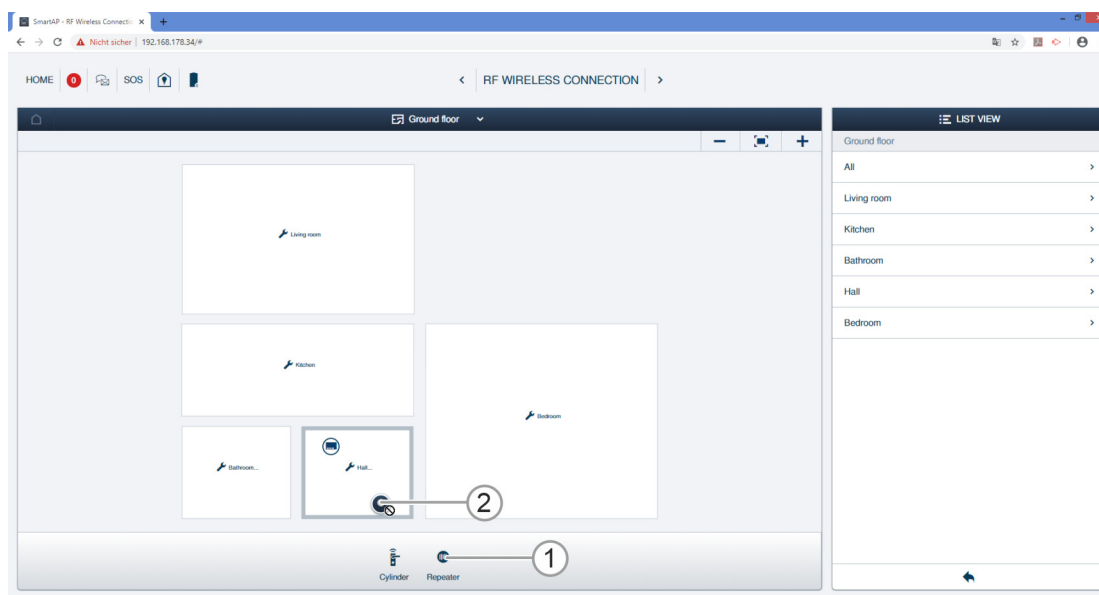 SmartAP - RF Wireless Connectio
Nicht sicher | 192.168.178.34/#
HOME 0 SOS RF WIRELESS CONNECTION
Ground floor
LIST VIEW
Ground floor
All
Living room
Kitchen
Bathroom
Hall
Bedroom
Living room
Kitchen
Bedroom
Bathroom...
Hall...
2
1
Cylinder
Repeater